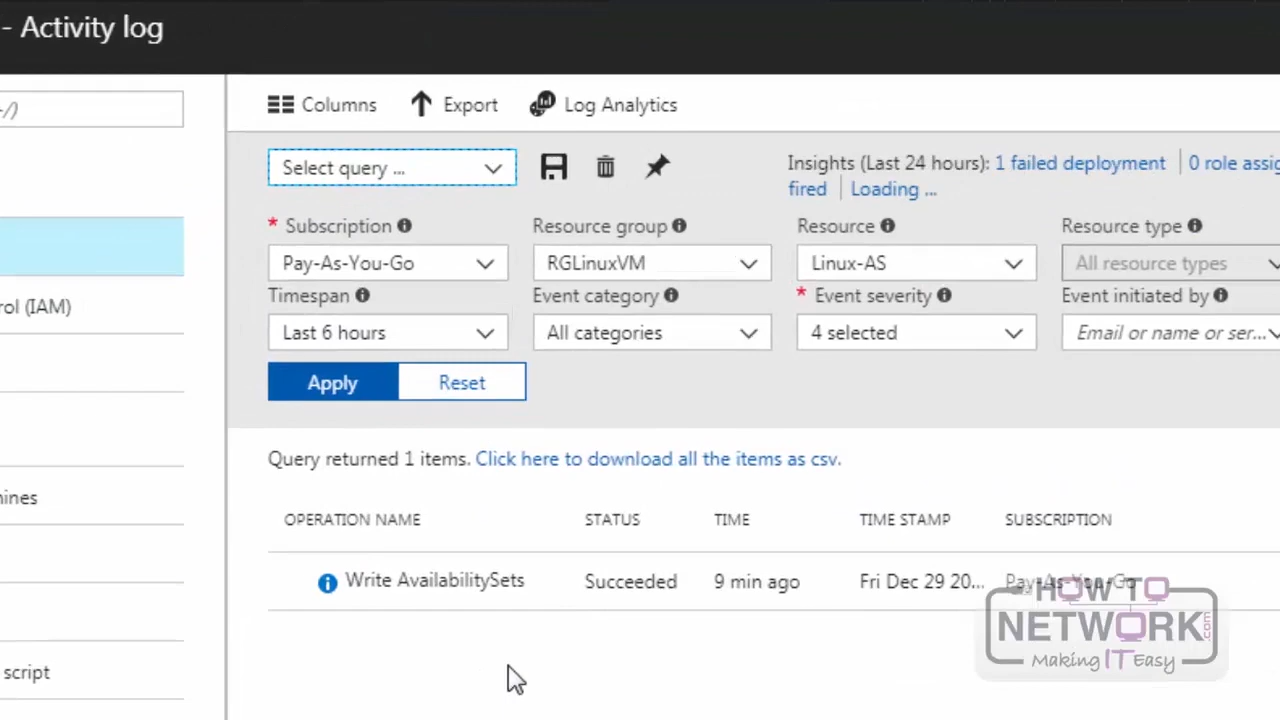 - Activity log
/)
Columns Export Log Analytics
Select query ...
Insights (Last 24 hours): 1 failed deployment 0 role assig
fired Loading ...
* Subscription Resource group Resource Resource type
Pay-As-You-Go RGLinuxVM Linux-AS All resource types
rol (IAM)
Timespan Event category * Event severity Event initiated by
Last 6 hours All categories 4 selected Email or name or ser...
Apply Reset
Query returned 1 items. Click here to download all the items as csv.
nines
OPERATION NAME STATUS TIME TIME STAMP SUBSCRIPTION
Write AvailabilitySets Succeeded 9 min ago Fri Dec 29 20... Pay-As-You-Go
HOW TO
NETWORK.com
Making IT Easy
script